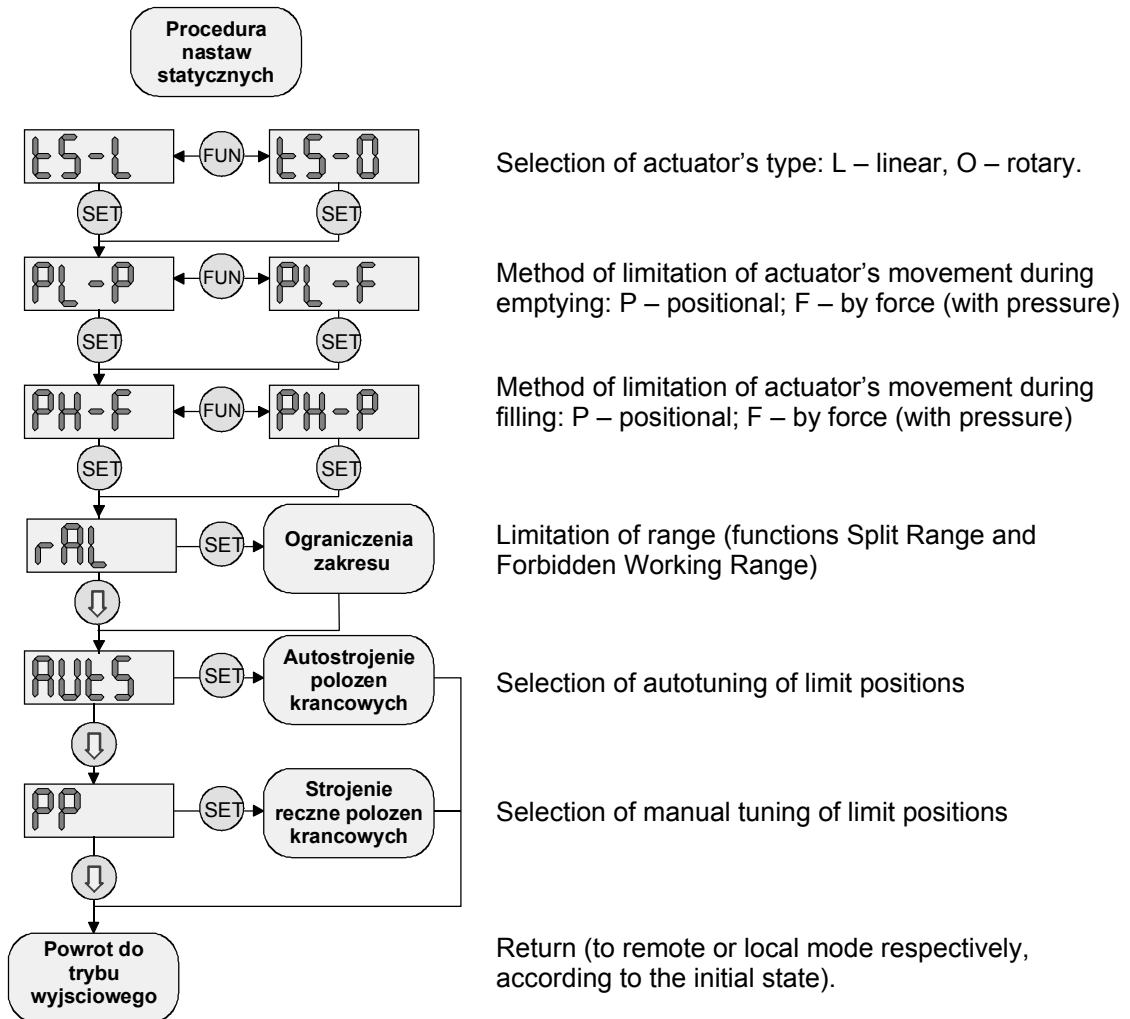 Procedura
nastaw
statycznych
tS-L
FUN
tS-O
Selection of actuator's type: L – linear, O – rotary.
SET
SET
PL-P
FUN
PL-F
Method of limitation of actuator's movement during
emptying: P – positional; F – by force (with pressure)
SET
SET
PH-F
FUN
PH-P
Method of limitation of actuator's movement during
filling: P – positional; F – by force (with pressure)
SET
SET
rAL
SET
Ograniczenia
zakresu
Limitation of range (functions Split Range and
Forbidden Working Range)
AUtS
SET
Autostrojenie
polozen
krancowych
Selection of autotuning of limit positions
PP
SET
Strojenie
reczne polozen
krancowych
Selection of manual tuning of limit positions
Powrot do
trybu
wyjsciowego
Return (to remote or local mode respectively,
according to the initial state).